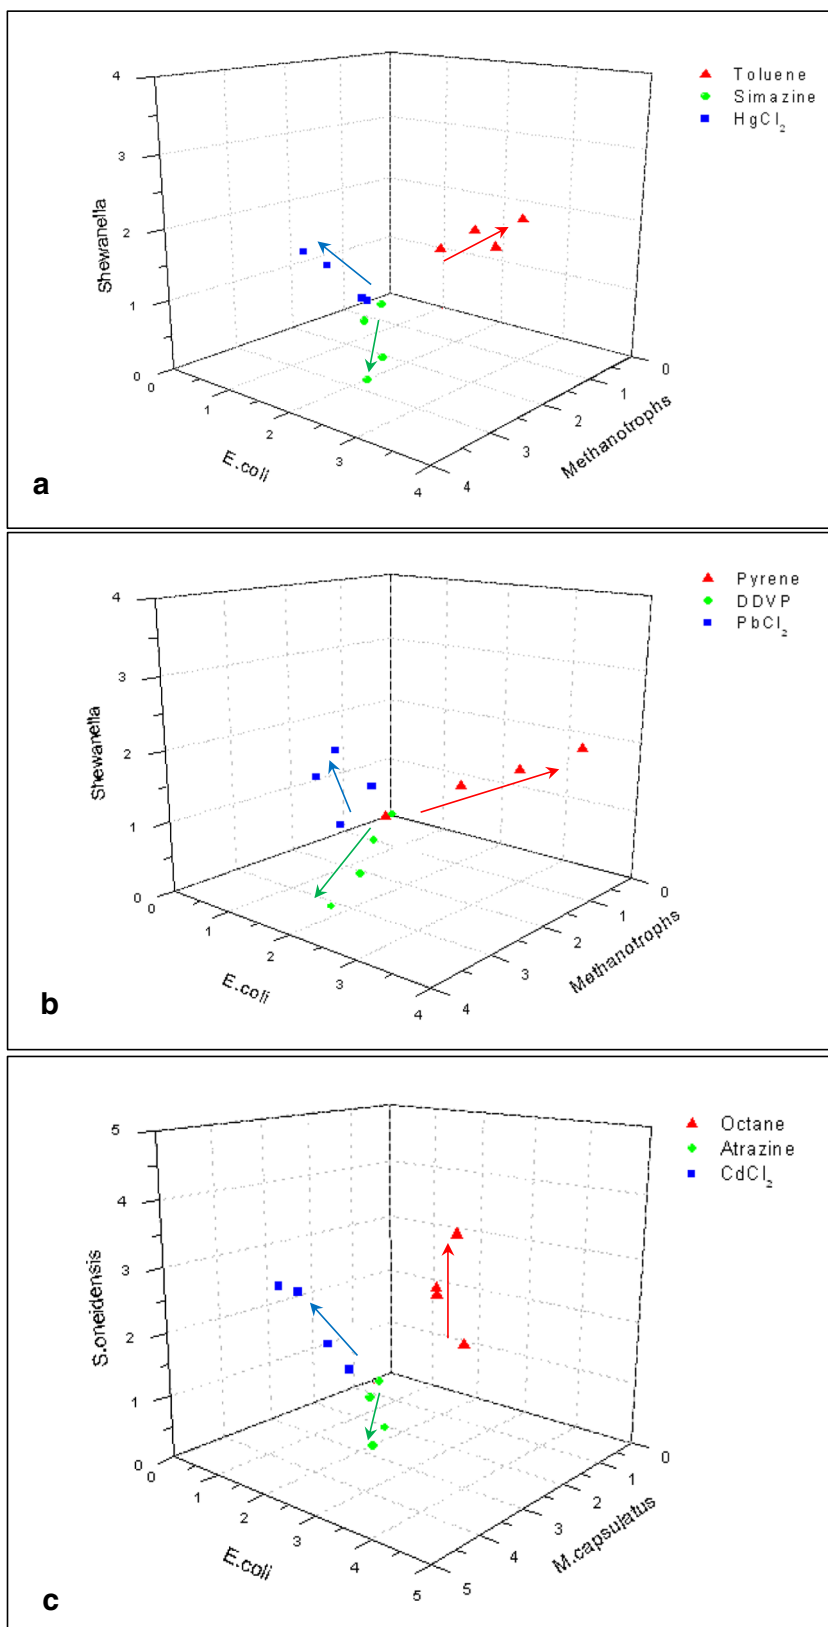 4
3
2
1
0
Shewanella
0
1
2
3
4
E.coli
4
3
2
1
0
Methanotrophs
Toluene
Simazine
HgCl2
a
4
3
2
1
0
Shewanella
0
1
2
3
4
E.coli
4
3
2
1
0
Methanotrophs
Pyrene
DDVP
PbCl2
b
5
4
3
2
1
0
S.oneidensis
0
1
2
3
4
5
E.coli
5
4
3
2
1
0
M.capsulatus
Octane
Atrazine
CdCl2
c